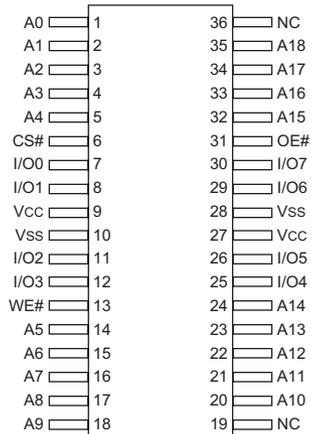 A0 1 36 NC
A1 2 35 A18
A2 3 34 A17
A3 4 33 A16
A4 5 32 A15
CS# 6 31 OE#
I/O0 7 30 I/O7
I/O1 8 29 I/O6
VCC 9 28 VSS
VSS 10 27 VCC
I/O2 11 26 I/O5
I/O3 12 25 I/O4
WE# 13 24 A14
A5 14 23 A13
A6 15 22 A12
A7 16 21 A11
A8 17 20 A10
A9 18 19 NC